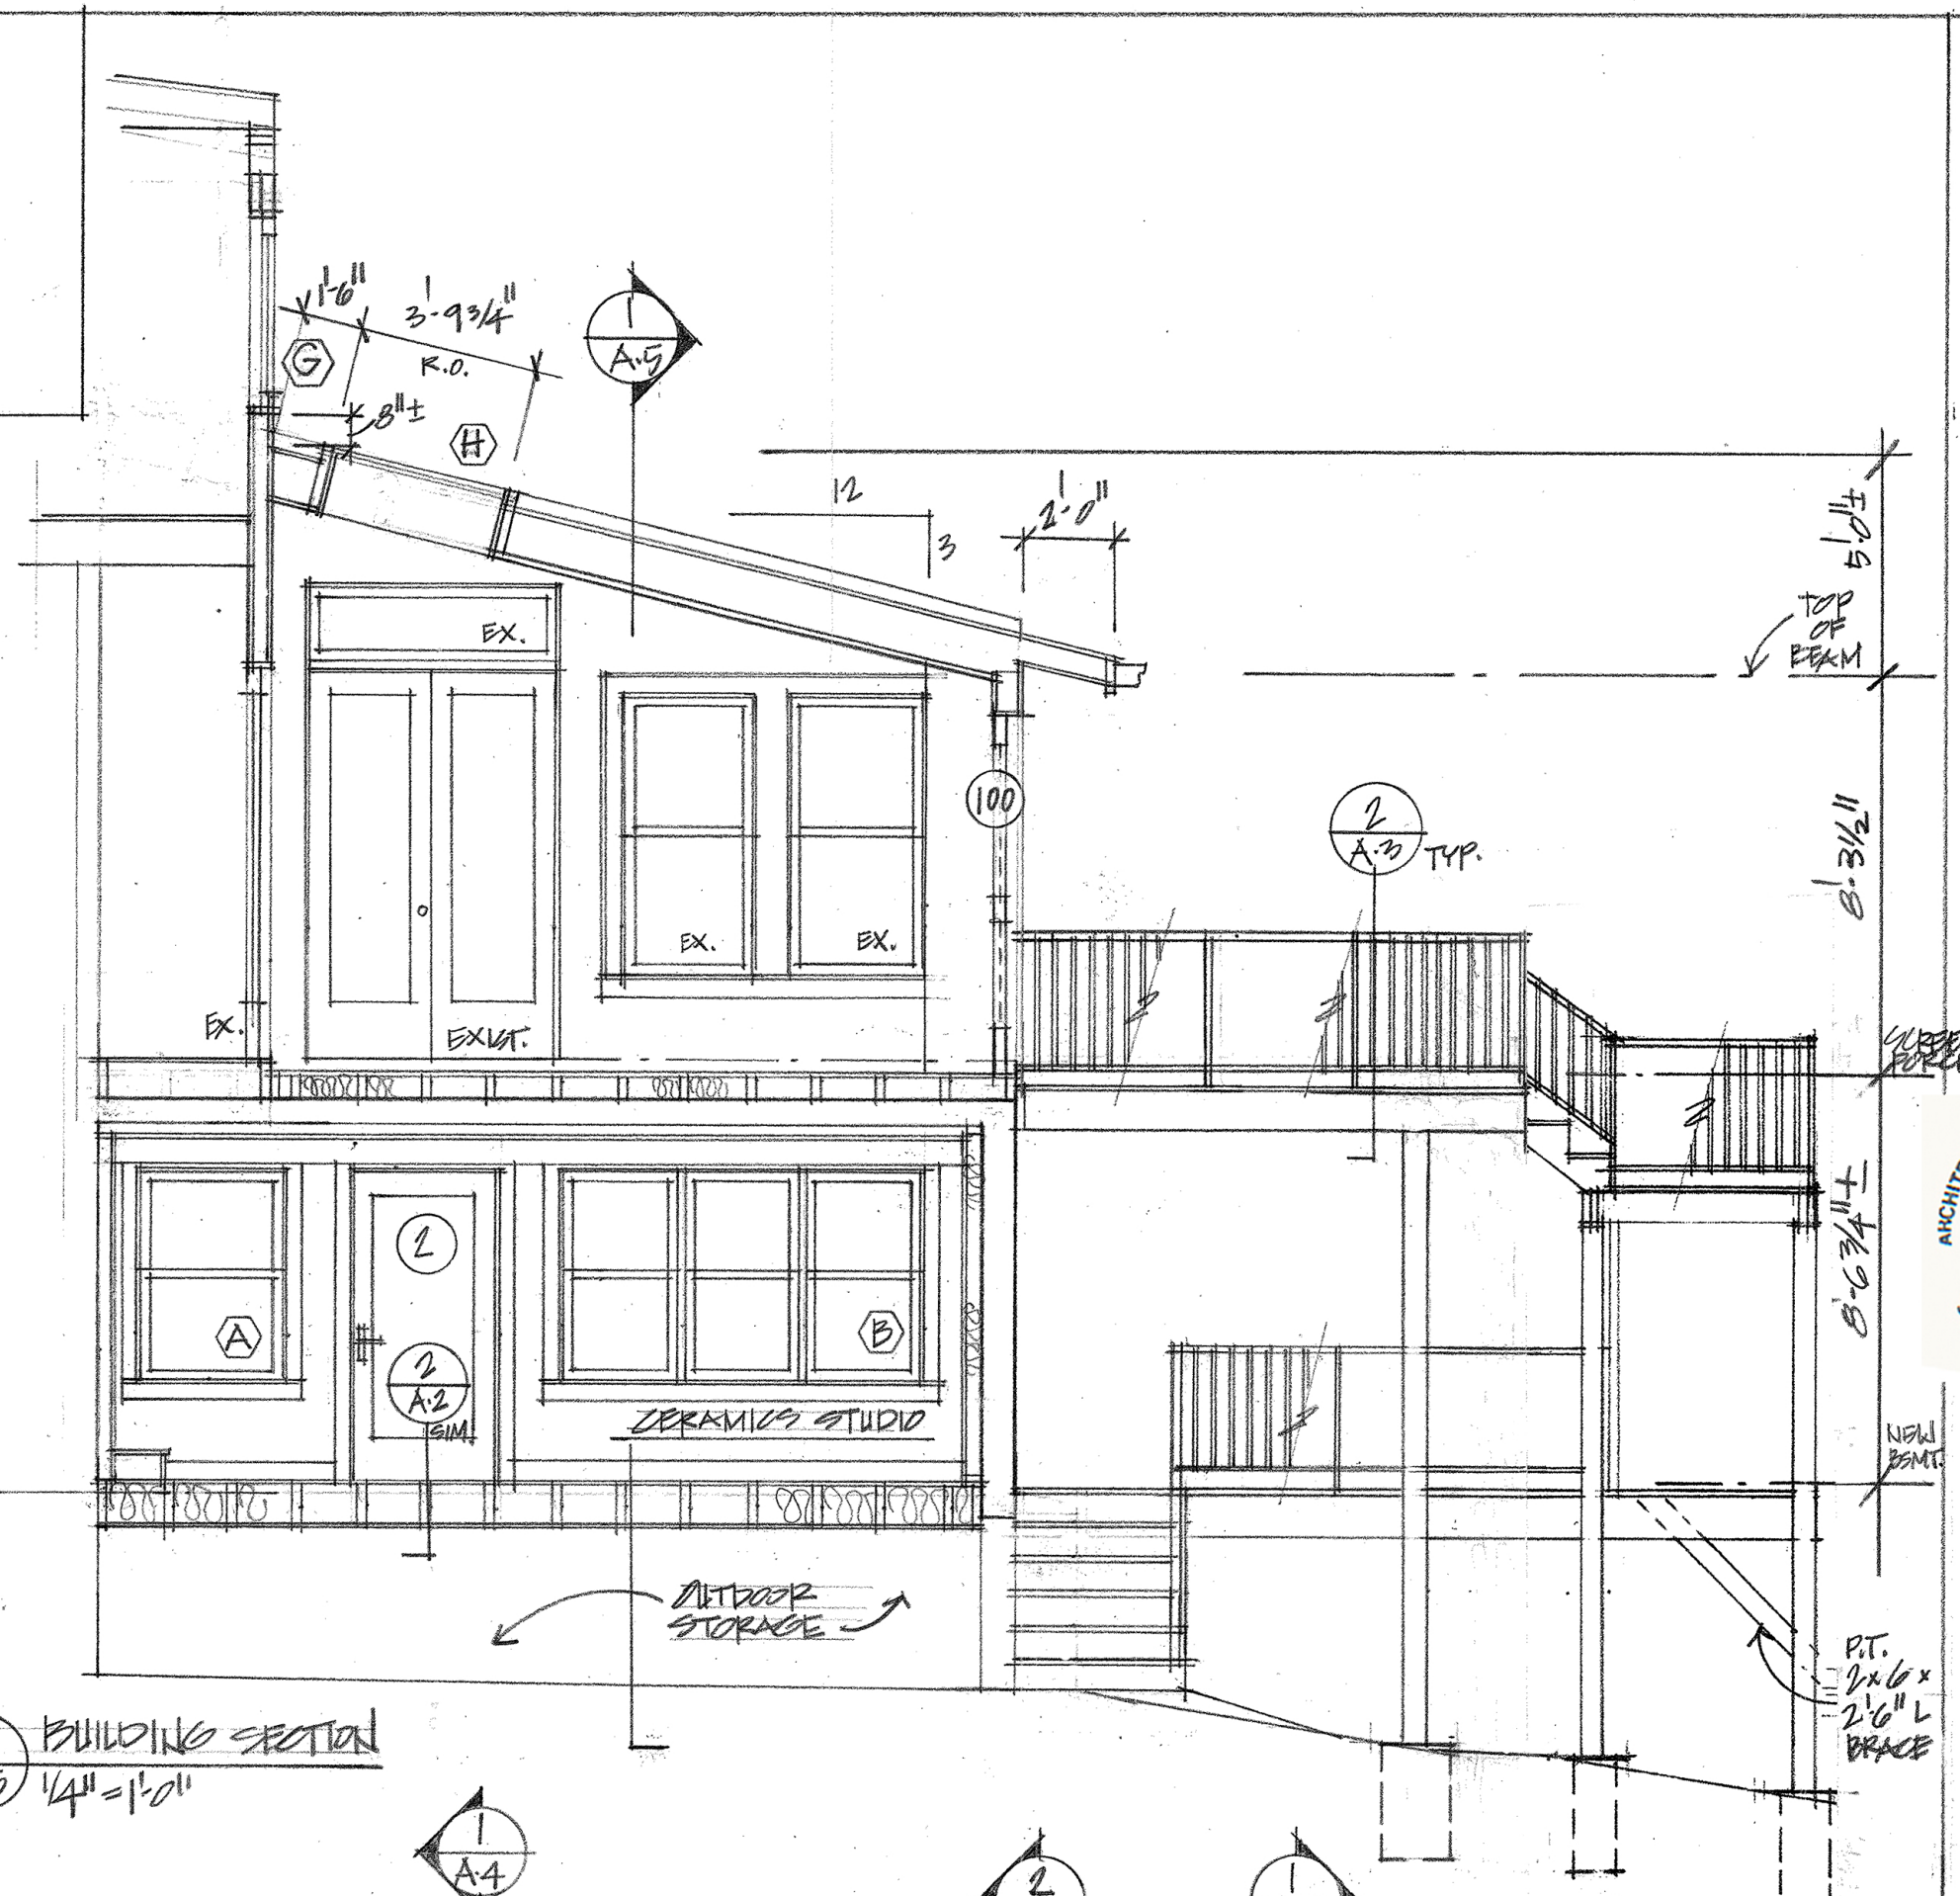 1'-6"
3'-9 3/4"
R.O.
G
8"±
H
1
A.5
12
3
2'-0"
5'-0"±
TOP
OF
BEAM
EX.
100
2
A.3
TYP.
8'-3 1/2"
EX.
EX.
EX.
EXIST.
8'-6 3/4"±
ARCHITE
2
A
2
A.2
SIM.
B
CERAMICS STUDIO
NEW
BSMT.
OUTDOOR
STORAGE
P.T.
2x6x
2'6" L
BRACE
BUILDING SECTION
1/4"=1'-0"
1
A.4
2
1